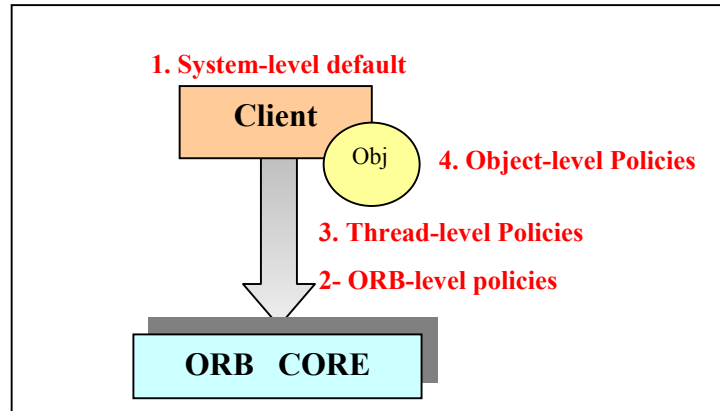 1. System-level default
Client
Obj
4. Object-level Policies
3. Thread-level Policies
2- ORB-level policies
ORB CORE